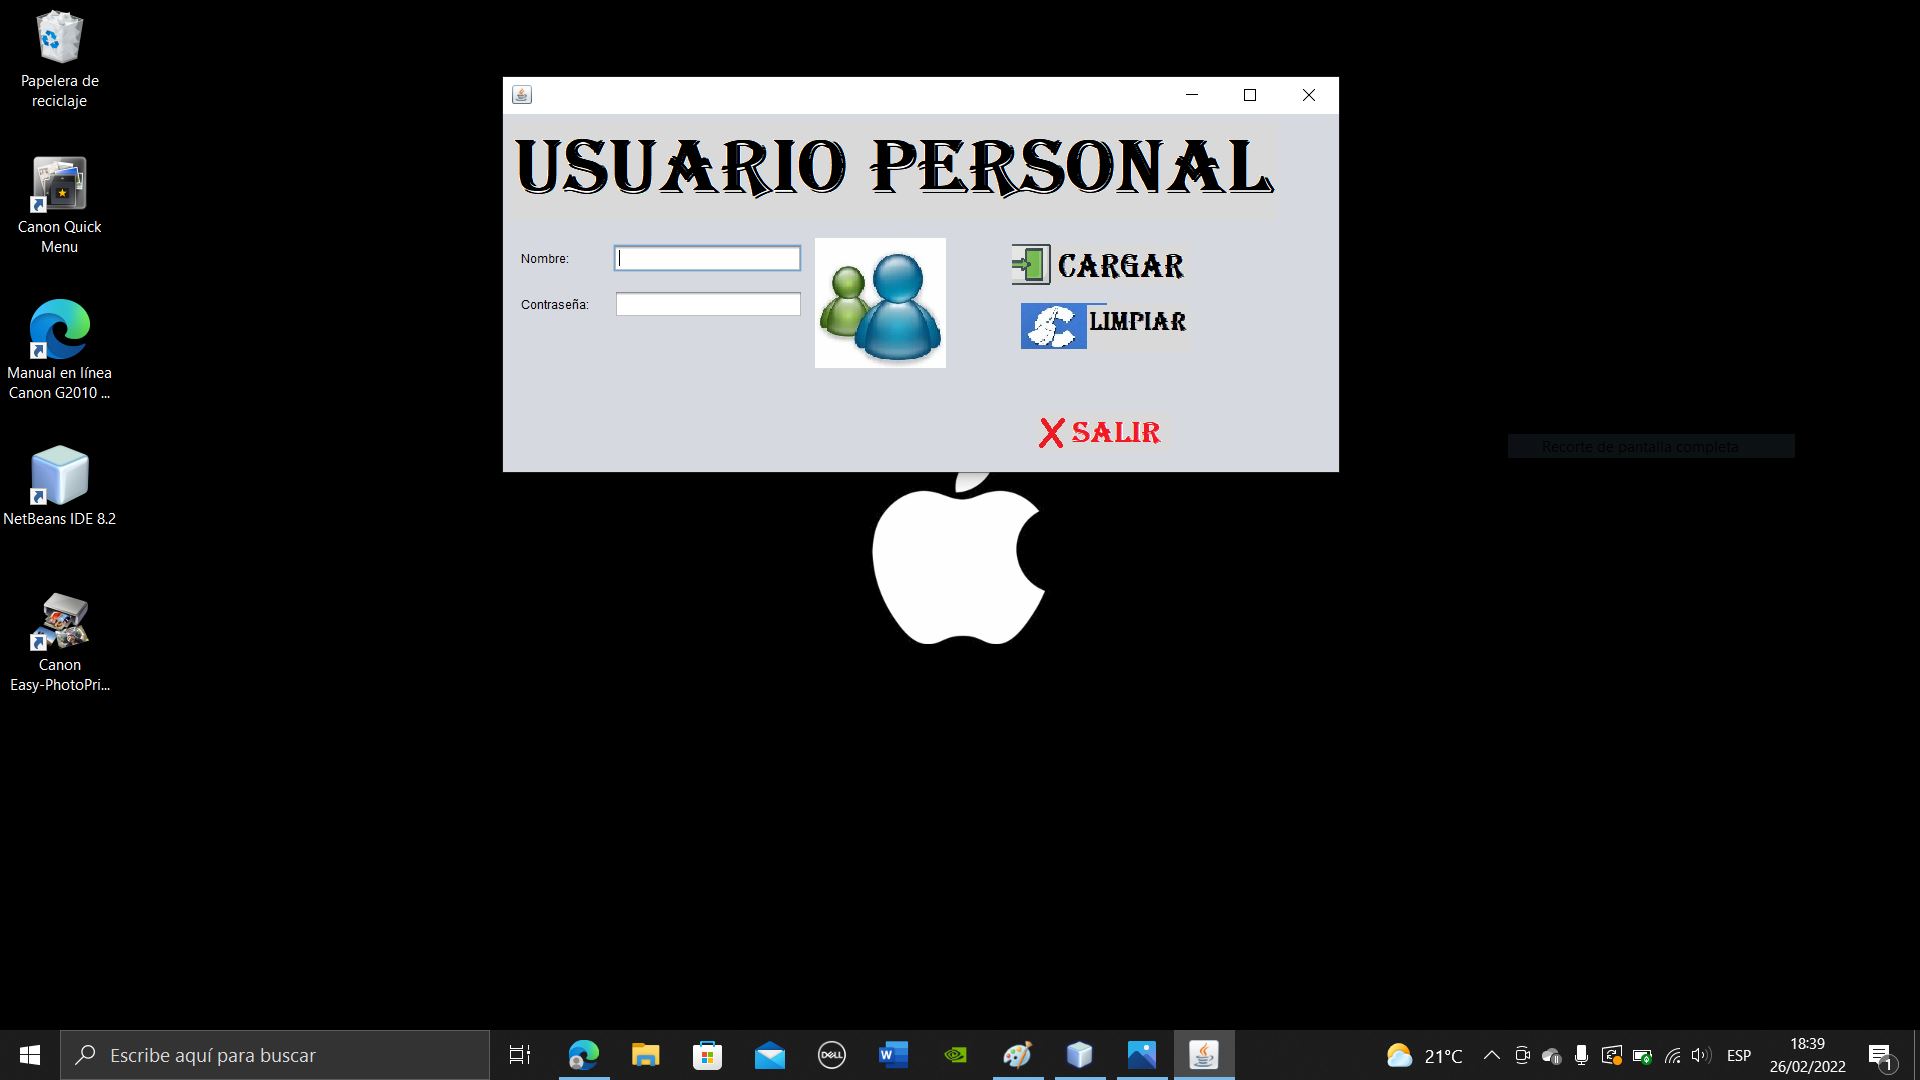 Papelera de
reciclaje
Canon Quick
Menu
Manual en línea
Canon G2010 ...
NetBeans IDE 8.2
Canon
Easy-PhotoPri...
USUARIO PERSONAL
Nombre:
Contraseña:
CARGAR
LIMPIAR
X SALIR
Recorte de pantalla completa
Escribe aquí para buscar
DELL
W
21°C
ESP
18:39
26/02/2022
1